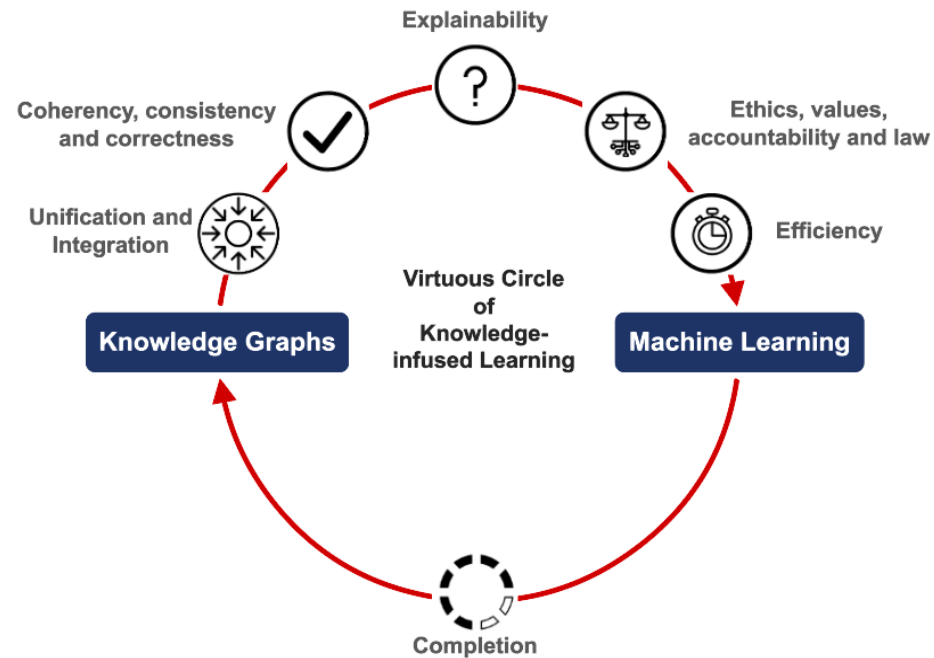 Explainability
Coherency, consistency
and correctness
Ethics, values,
accountability and law
Unification and
Integration
Efficiency
Virtuous Circle
of
Knowledge-
infused Learning
Knowledge Graphs
Machine Learning
Completion